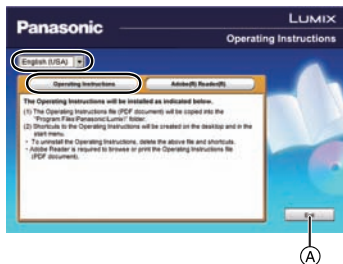 Panasonic
LUMIX
Operating Instructions
English (USA)
Operating Instructions
Adobe(R) Reader(R)
The Operating Instructions will be installed as indicated below.
(1) The Operating Instructions file (PDF document) will be copied into the
"Program Files\Panasonic\Lumix\" folder.
(2) Shortcuts to the Operating Instructions will be created on the desktop and in the
start menu.
• To uninstall the Operating Instructions, delete the above file and shortcuts.
• Adobe Reader is required to browse or print the Operating Instructions file
(PDF document).
Exit
A